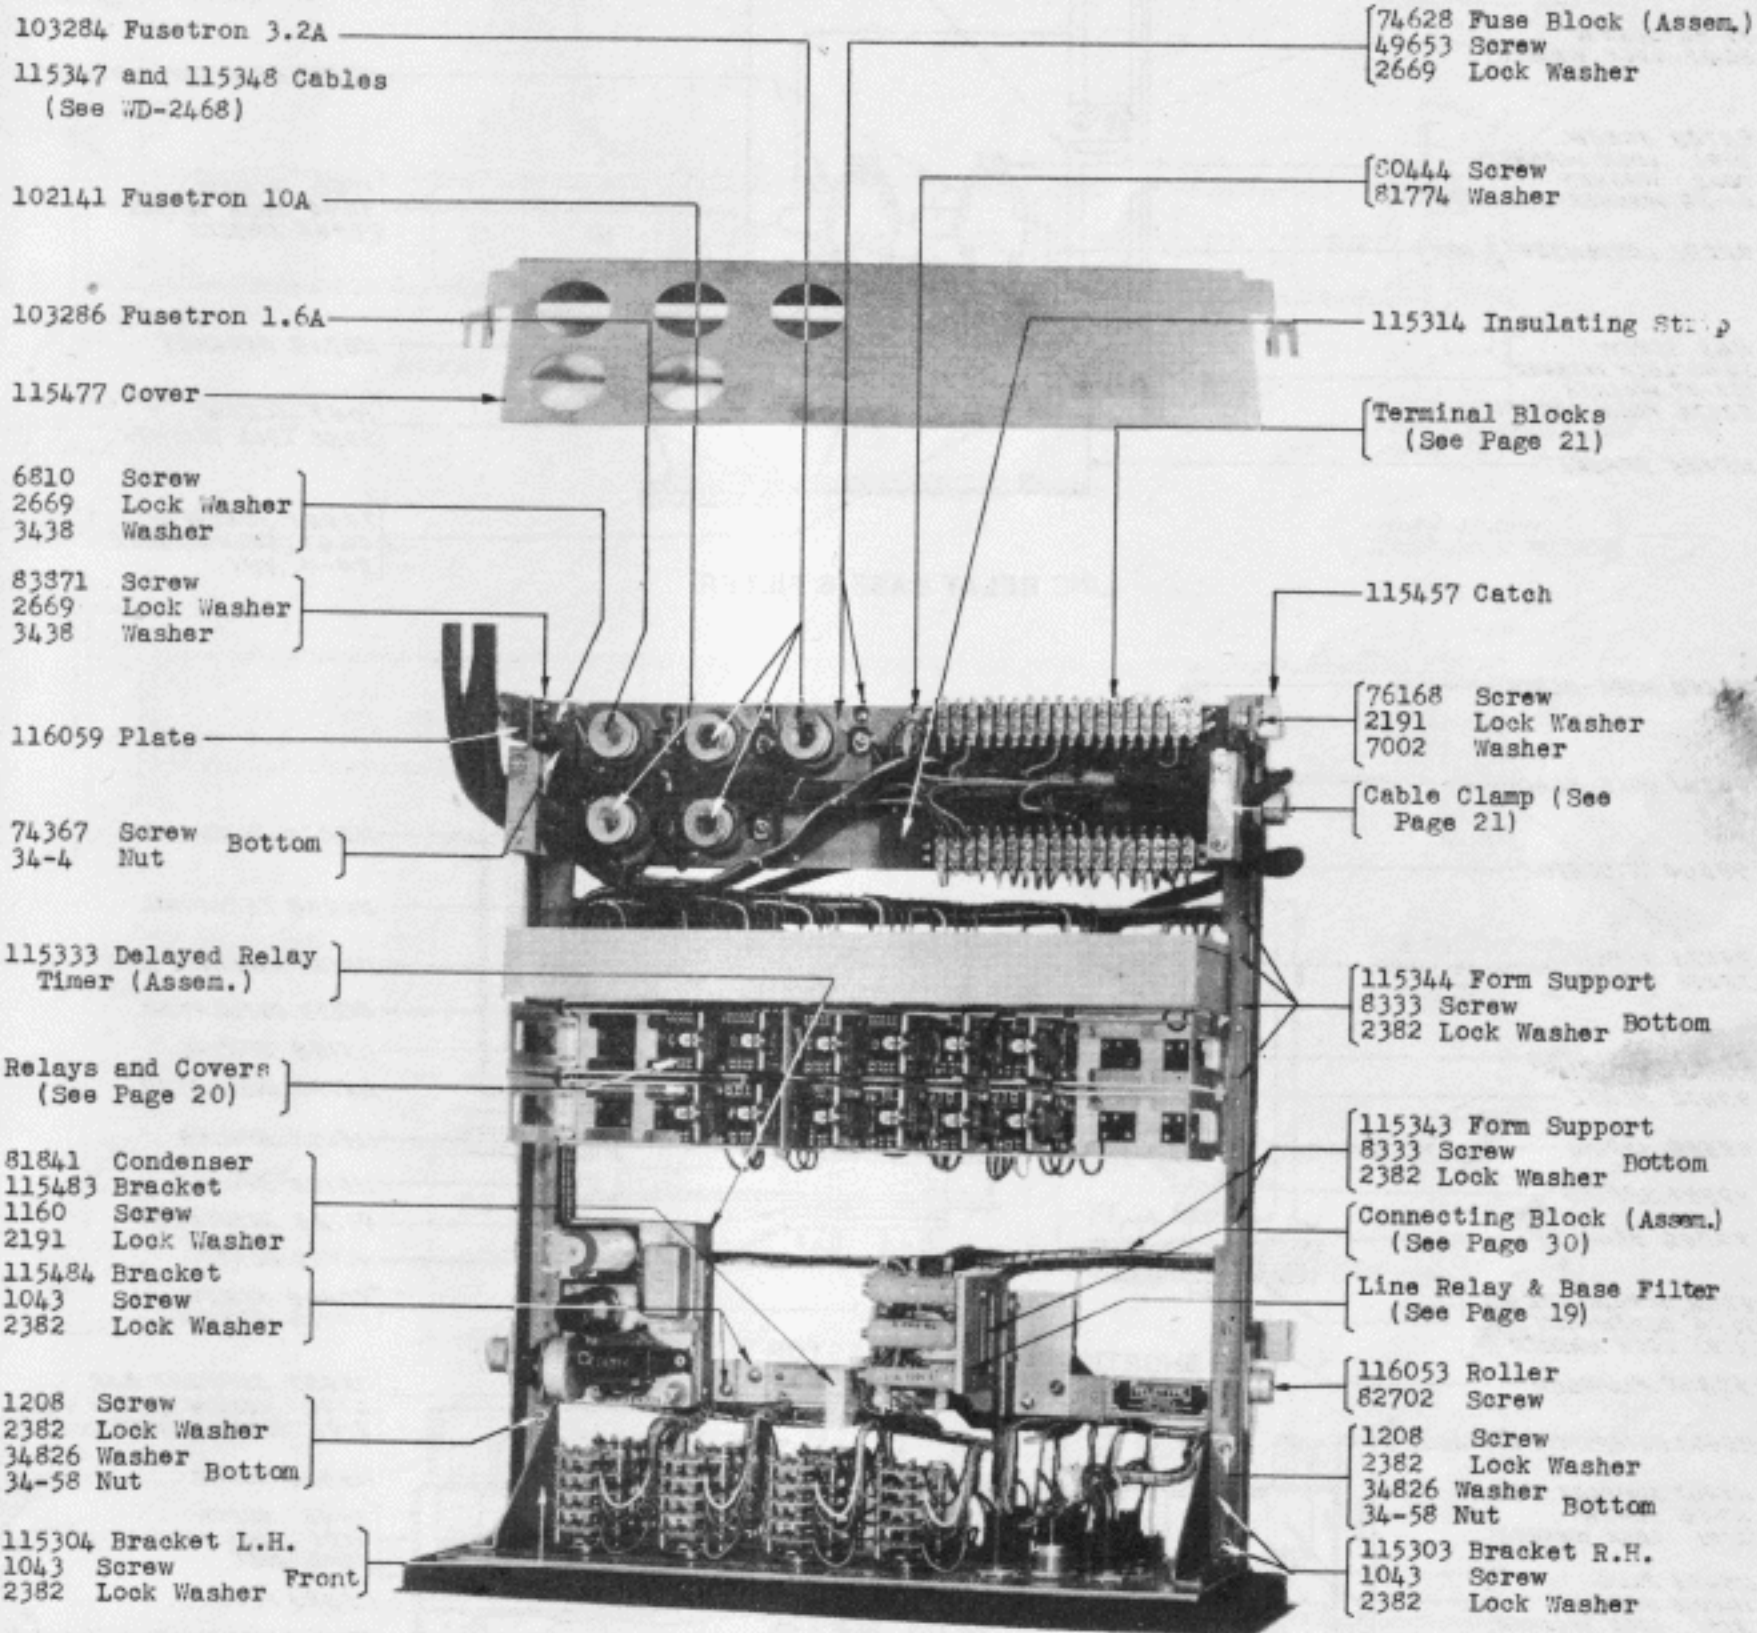 103284 Fusetron 3.2A
115347 and 115348 Cables
(See WD-2468)
102141 Fusetron 10A
103286 Fusetron 1.6A
115477 Cover
6810 Screw
2669 Lock Washer
3438 Washer
83871 Screw
2669 Lock Washer
3438 Washer
116059 Plate
74367 Screw
34-4 Nut
Bottom
115333 Delayed Relay
Timer (Assem.)
Relays and Covers
(See Page 20)
81841 Condenser
115483 Bracket
1160 Screw
2191 Lock Washer
115484 Bracket
1043 Screw
2382 Lock Washer
1208 Screw
2382 Lock Washer
34826 Washer
34-58 Nut
Bottom
115304 Bracket L.H.
1043 Screw
2382 Lock Washer
Front
74628 Fuse Block (Assem.)
49653 Screw
2669 Lock Washer
80444 Screw
81774 Washer
115314 Insulating
Terminal Blocks
(See Page 21)
115457 Catch
76168 Screw
2191 Lock Washer
7002 Washer
Cable Clamp (See
Page 21)
115344 Form Support
8333 Screw
2382 Lock Washer
Bottom
115343 Form Support
8333 Screw
2382 Lock Washer
Bottom
Connecting Block (Assem.)
(See Page 30)
Line Relay & Base Filter
(See Page 19)
116053 Roller
82702 Screw
1208 Screw
2382 Lock Washer
34826 Washer
34-58 Nut
Bottom
115303 Bracket R.H.
1043 Screw
2382 Lock Washer